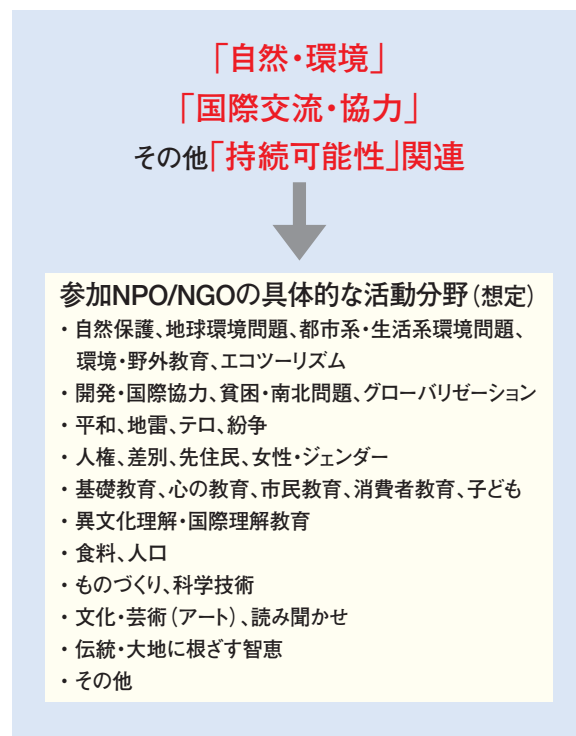 「自然・環境」
「国際交流・協力」
その他「持続可能性」関連
参加NPO/NGOの具体的な活動分野(想定)
・自然保護、地球環境問題、都市系・生活系環境問題、
環境・野外教育、エコツーリズム
・開発・国際協力、貧困・南北問題、グローバリゼーション
・平和、地雷、テロ、紛争
・人権、差別、先住民、女性・ジェンダー
・基礎教育、心の教育、市民教育、消費者教育、子ども
・異文化理解・国際理解教育
・食料、人口
・ものづくり、科学技術
・文化・芸術(アート)、読み聞かせ
・伝統・大地に根ざす智恵
・その他